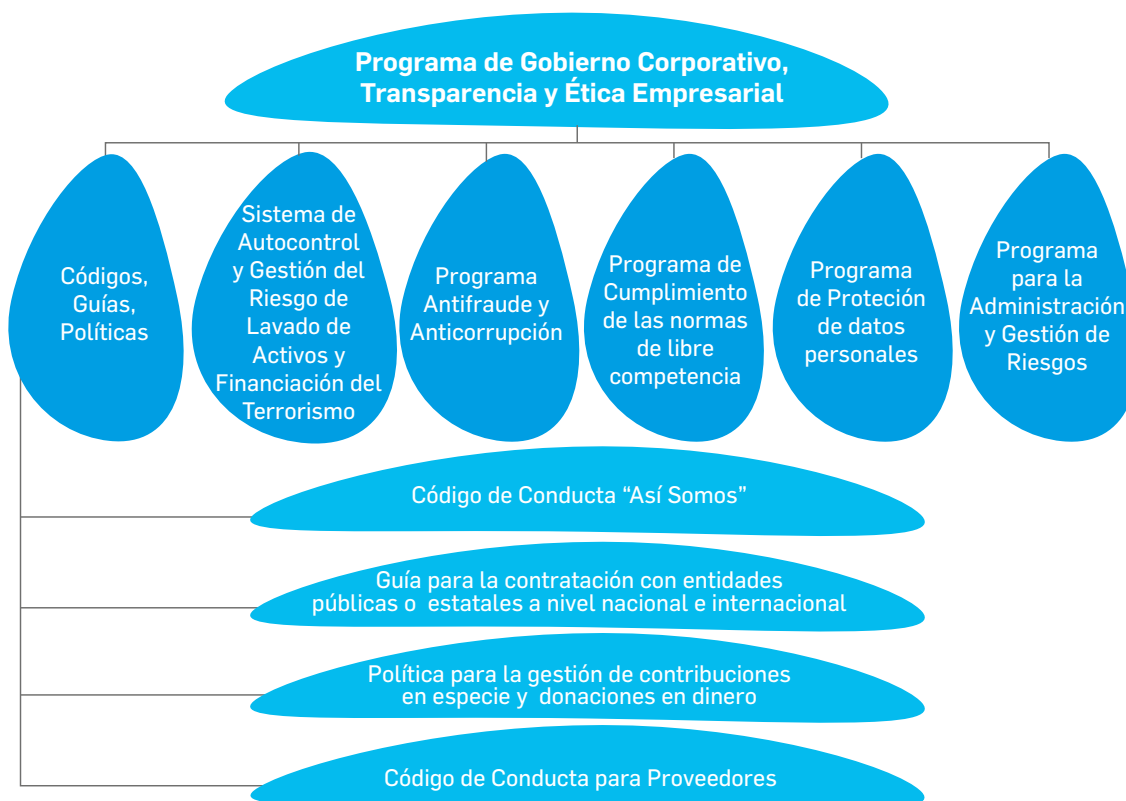 Programa de Gobierno Corporativo,
Transparencia y Ética Empresarial
Códigos,
Guías,
Políticas
Sistema de
Autocontrol
y Gestión del
Riesgo de
Lavado de
Activos y
Financiación del
Terrorismo
Programa
Antifraude y
Anticorrupción
Programa de
Cumplimiento
de las normas
de libre
competencia
Programa
de Proteción
de datos
personales
Programa
para la
Administración
y Gestión de
Riesgos
Código de Conducta “Así Somos”
Guía para la contratación con entidades
públicas o estatales a nivel nacional e internacional
Política para la gestión de contribuciones
en especie y donaciones en dinero
Código de Conducta para Proveedores